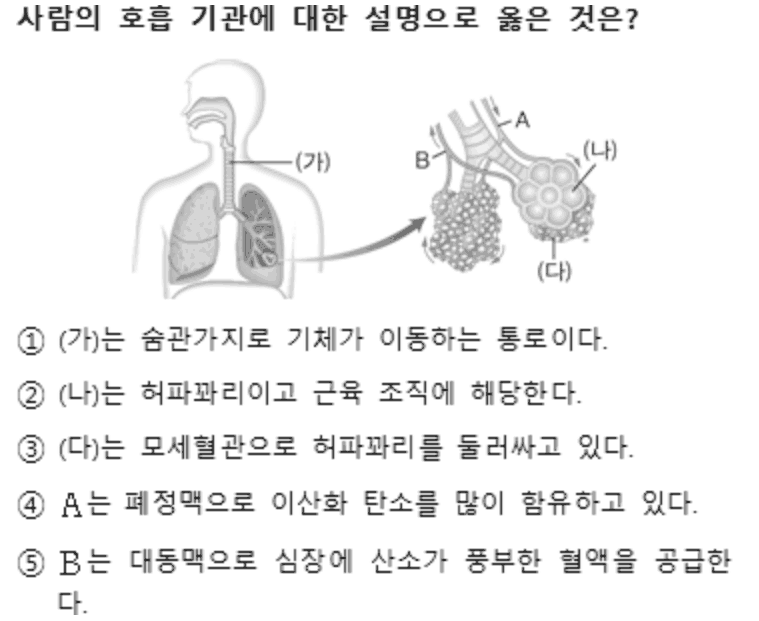 사람의 호흡 기관에 대한 설명으로 옳은 것은?
(가)
A
B
(나)
(다)
① (가)는 숨관가지로 기체가 이동하는 통로이다.
② (나)는 허파꽈리이고 근육 조직에 해당한다.
③ (다)는 모세혈관으로 허파꽈리를 둘러싸고 있다.
④ A는 폐정맥으로 이산화 탄소를 많이 함유하고 있다.
⑤ B는 대동맥으로 심장에 산소가 풍부한 혈액을 공급한
다.